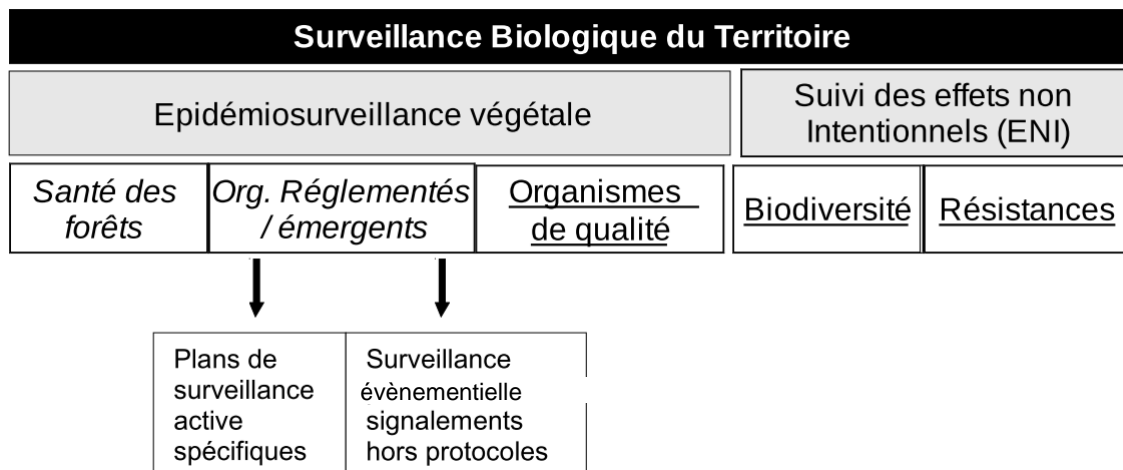 Surveillance Biologique du Territoire
Epidémiosurveillance végétale
Suivi des effets non
Intentionnels (ENI)
Santé des
forêts
Org. Réglementés
/ émergents
Organismes
de qualité
Biodiversité
Résistances
Plans de
surveillance
active
spécifiques
Surveillance
évènementielle
signalements
hors protocoles